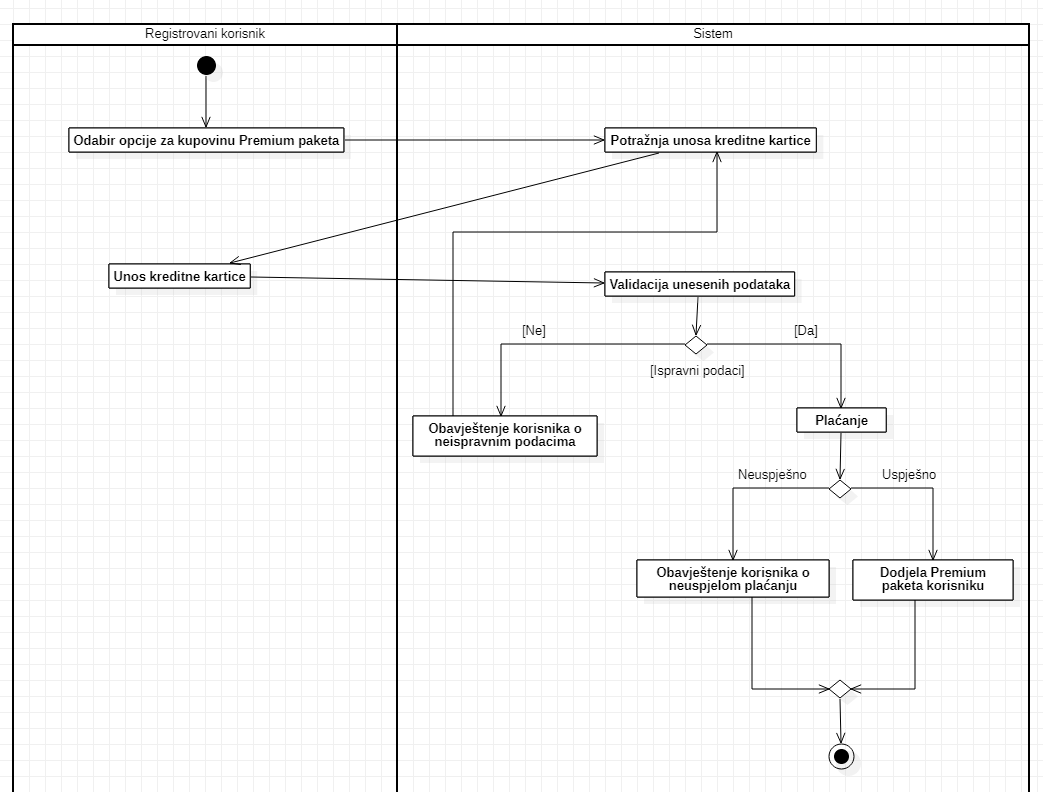 Registrovani korisnik
Sistem
Odabir opcije za kupovinu Premium paketa
Potražnja unosa kreditne kartice
Unos kreditne kartice
Validacija unesenih podataka
[Ne]
[Da]
[Ispravni podaci]
Obavještenje korisnika o
neispravnim podacima
Plaćanje
Neuspješno
Uspješno
Obavještenje korisnika o
neuspjelom plaćanju
Dodjela Premium
paketa korisniku